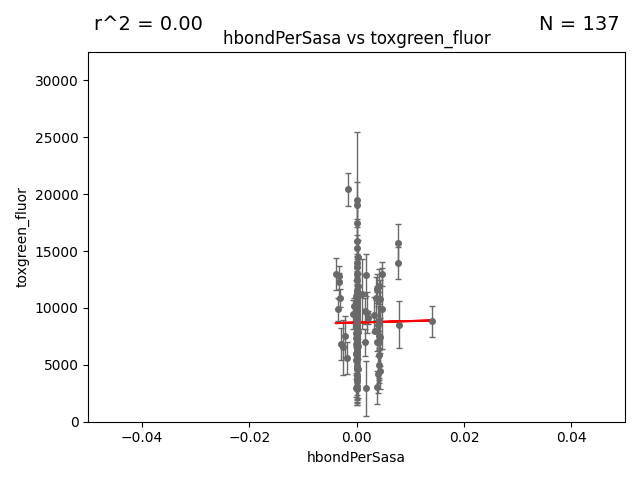 r^2 = 0.00
N = 137
hbondPerSasa vs toxgreen_fluor
30000
25000
20000
15000
10000
5000
0
toxgreen_fluor
−0.04
−0.02
0.00
0.02
0.04
hbondPerSasa